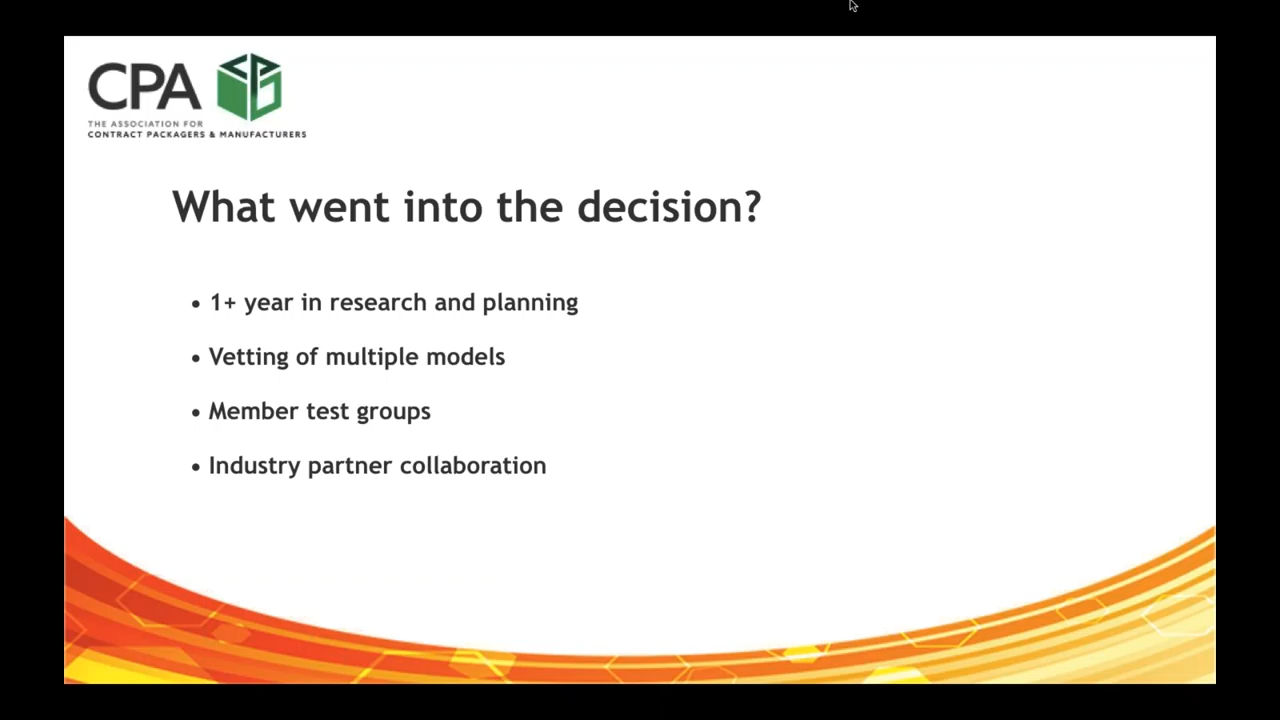 CPA
THE ASSOCIATION FOR
CONTRACT PACKAGERS & MANUFACTURERS
What went into the decision?
• 1+ year in research and planning
• Vetting of multiple models
• Member test groups
• Industry partner collaboration